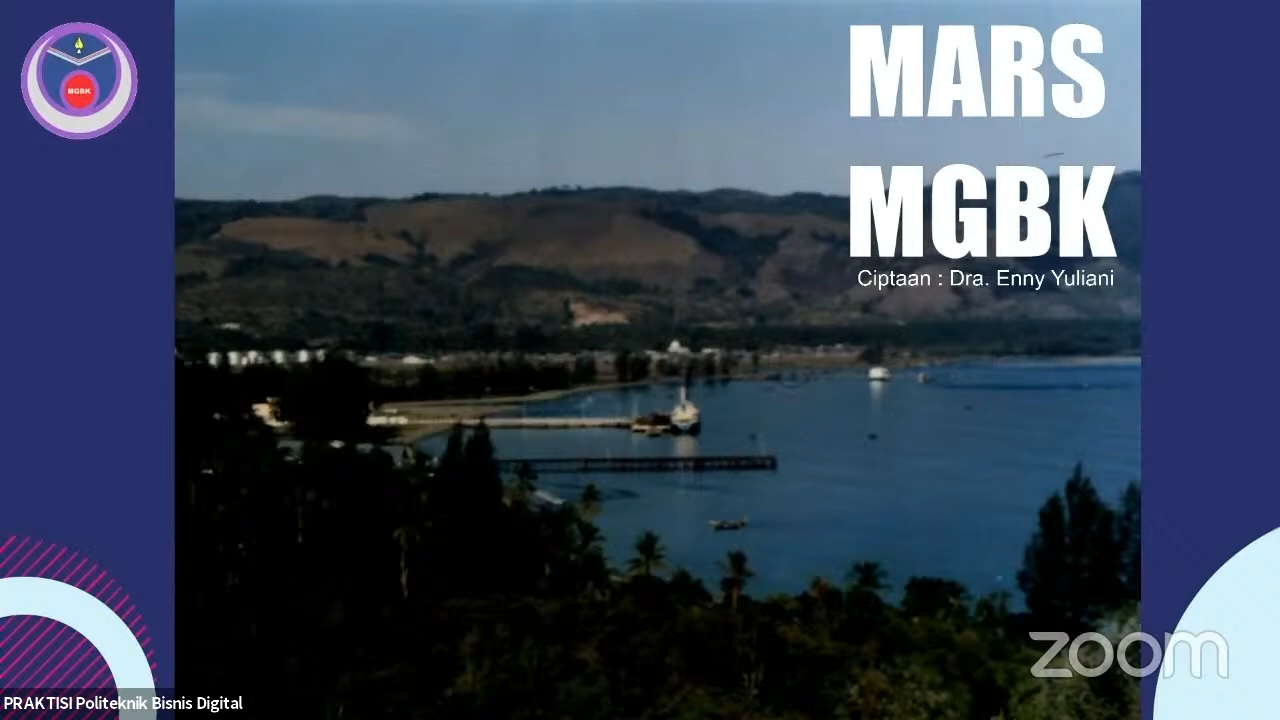 MGBK
MARS
MGBK
Ciptaan : Dra. Enny Yuliani
zoom
PRAKTISI Politeknik Bisnis Digital